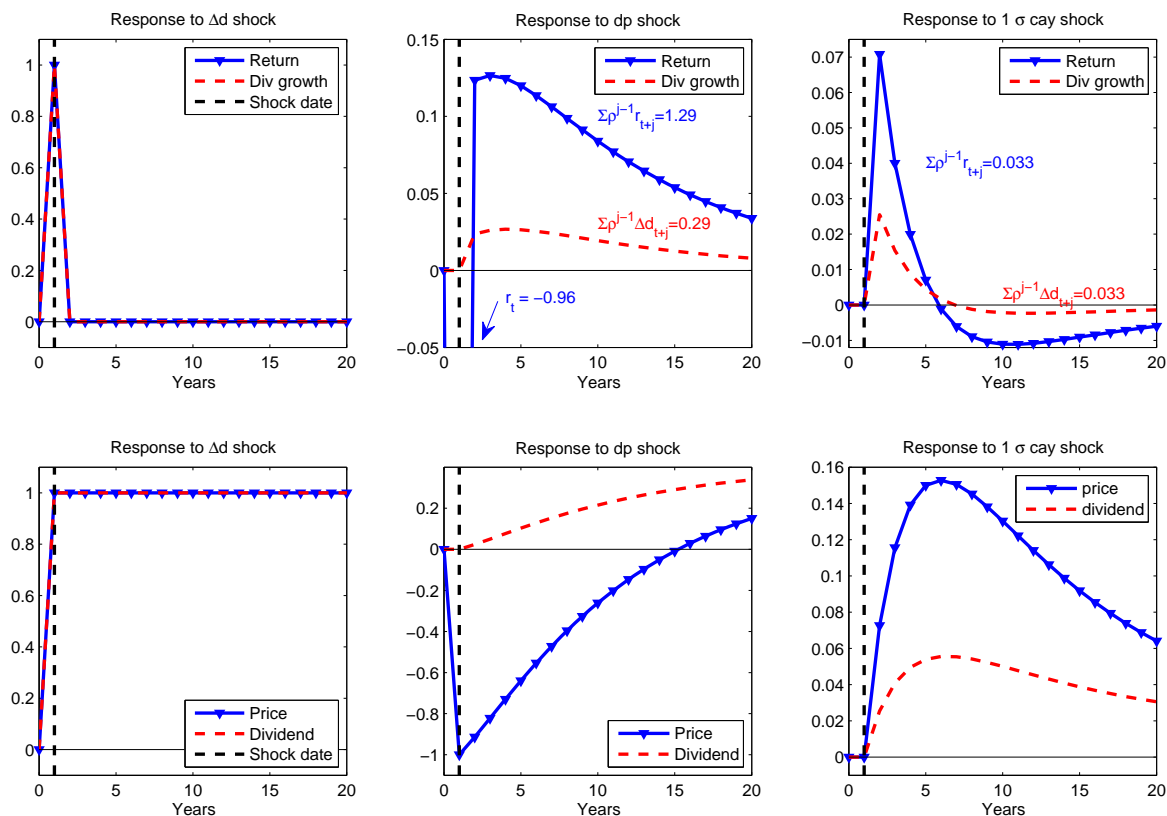 Response to Δd shock
1
0.8
0.6
0.4
0.2
0
0 5 10 15 20
Years
Return
Div growth
Shock date
Response to dp shock
0.15
0.1
0.05
0
−0.05
0 5 10 15 20
Years
Return
Div growth
Σρ^{j−1}r_{t+j}=1.29
Σρ^{j−1}Δd_{t+j}=0.29
r_t = −0.96
Response to 1 σ cay shock
0.07
0.06
0.05
0.04
0.03
0.02
0.01
0
−0.01
0 5 10 15 20
Years
Return
Div growth
Σρ^{j−1}r_{t+j}=0.033
Σρ^{j−1}Δd_{t+j}=0.033
Response to Δd shock
1
0.8
0.6
0.4
0.2
0
0 5 10 15 20
Years
Price
Dividend
Shock date
Response to dp shock
0.2
0
−0.2
−0.4
−0.6
−0.8
−1
0 5 10 15 20
Years
Price
Dividend
Response to 1 σ cay shock
0.16
0.14
0.12
0.1
0.08
0.06
0.04
0.02
0
0 5 10 15 20
Years
price
dividend